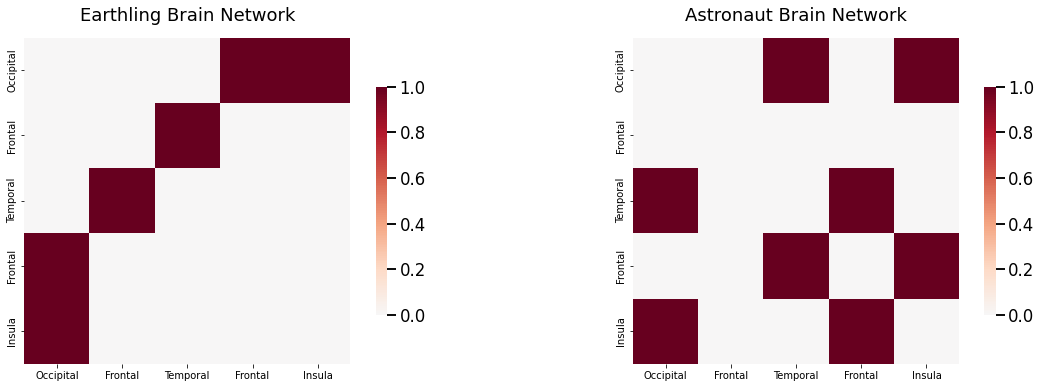 Earthling Brain Network
Occipital
Frontal
Temporal
Frontal
Insula
Occipital Frontal Temporal Frontal Insula
1.0
0.8
0.6
0.4
0.2
0.0
Astronaut Brain Network
Occipital
Frontal
Temporal
Frontal
Insula
Occipital Frontal Temporal Frontal Insula
1.0
0.8
0.6
0.4
0.2
0.0